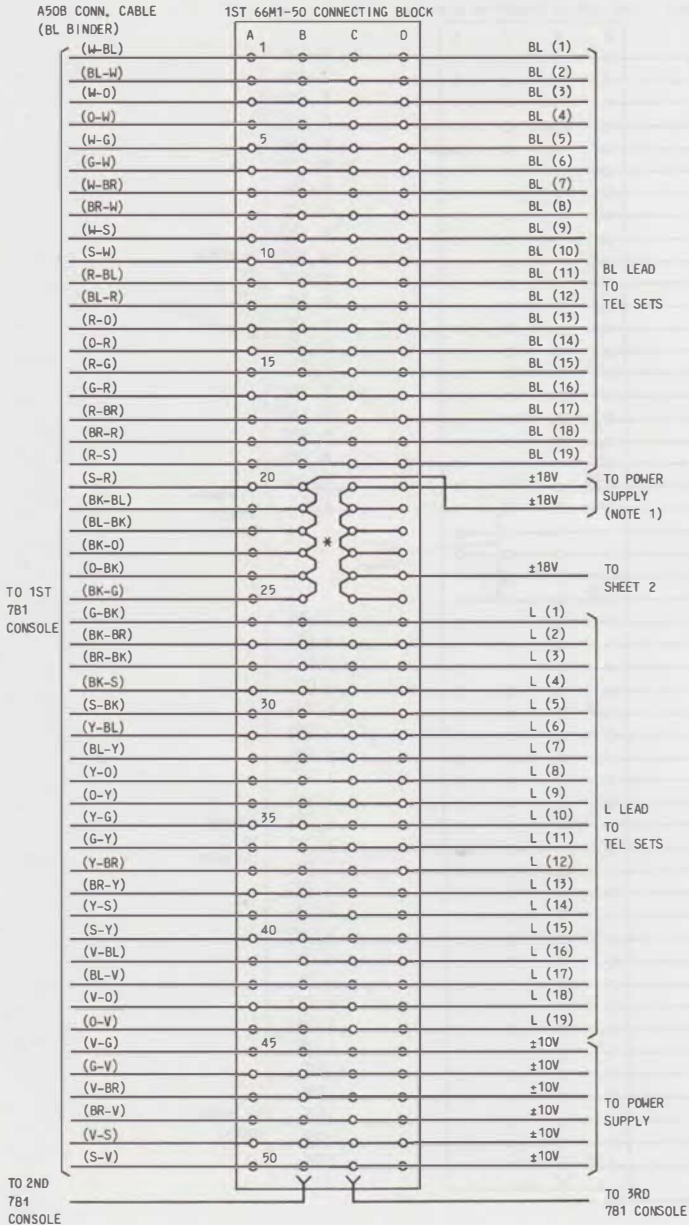 A50B CONN. CABLE
(BL BINDER)
1ST 66M1-50 CONNECTING BLOCK
A B C D
(W-BL) 1 BL (1)
(BL-W) BL (2)
(W-O) BL (3)
(O-W) BL (4)
(W-G) 5 BL (5)
(G-W) BL (6)
(W-BR) BL (7)
(BR-W) BL (8)
(W-S) BL (9)
(S-W) 10 BL (10)
(R-BL) BL (11)
(BL-R) BL (12)
(R-O) BL (13)
(O-R) BL (14)
(R-G) 15 BL (15)
(G-R) BL (16)
(R-BR) BL (17)
(BR-R) BL (18)
(R-S) BL (19)
BL LEAD
TO
TEL SETS
(S-R) 20 ±18V
(BK-BL) ±18V
TO POWER
SUPPLY
(NOTE 1)
(BL-BK)
(BK-O) *
(O-BK) ±18V
TO
SHEET 2
(BK-G) 25
TO 1ST
7B1
CONSOLE
(G-BK) L (1)
(BK-BR) L (2)
(BR-BK) L (3)
(BK-S) L (4)
(S-BK) 30 L (5)
(Y-BL) L (6)
(BL-Y) L (7)
(Y-O) L (8)
(O-Y) L (9)
(Y-G) 35 L (10)
(G-Y) L (11)
(Y-BR) L (12)
(BR-Y) L (13)
(Y-S) L (14)
(S-Y) 40 L (15)
(V-BL) L (16)
(BL-V) L (17)
(V-O) L (18)
(O-V) L (19)
L LEAD
TO
TEL SETS
(V-G) 45 ±10V
(G-V) ±10V
(V-BR) ±10V
(BR-V) ±10V
(V-S) ±10V
(S-V) 50 ±10V
TO POWER
SUPPLY
TO 2ND
7B1
CONSOLE
TO 3RD
7B1 CONSOLE